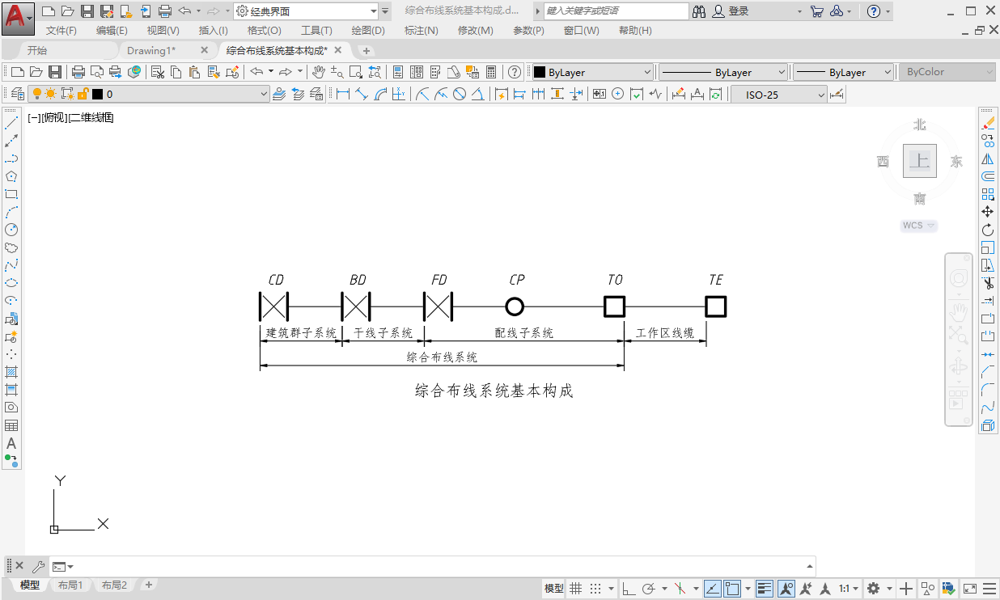 经典界面
综合布线系统基本构成.d...
键入关键字或短语
登录
文件(F) 编辑(E) 视图(V) 插入(I) 格式(O) 工具(T) 绘图(D) 标注(N) 修改(M) 参数(P) 窗口(W) 帮助(H)
开始 Drawing1* 综合布线系统基本构成*
ByLayer ByLayer ByLayer ByColor
0 ISO-25
[−][俯视][二维线框]
北
西 上 东
南
WCS
CD BD FD CP TO TE
建筑群子系统 干线子系统 配线子系统 工作区线缆
综合布线系统
综合布线系统基本构成
Y
X
模型 布局1 布局2
模型 1:1